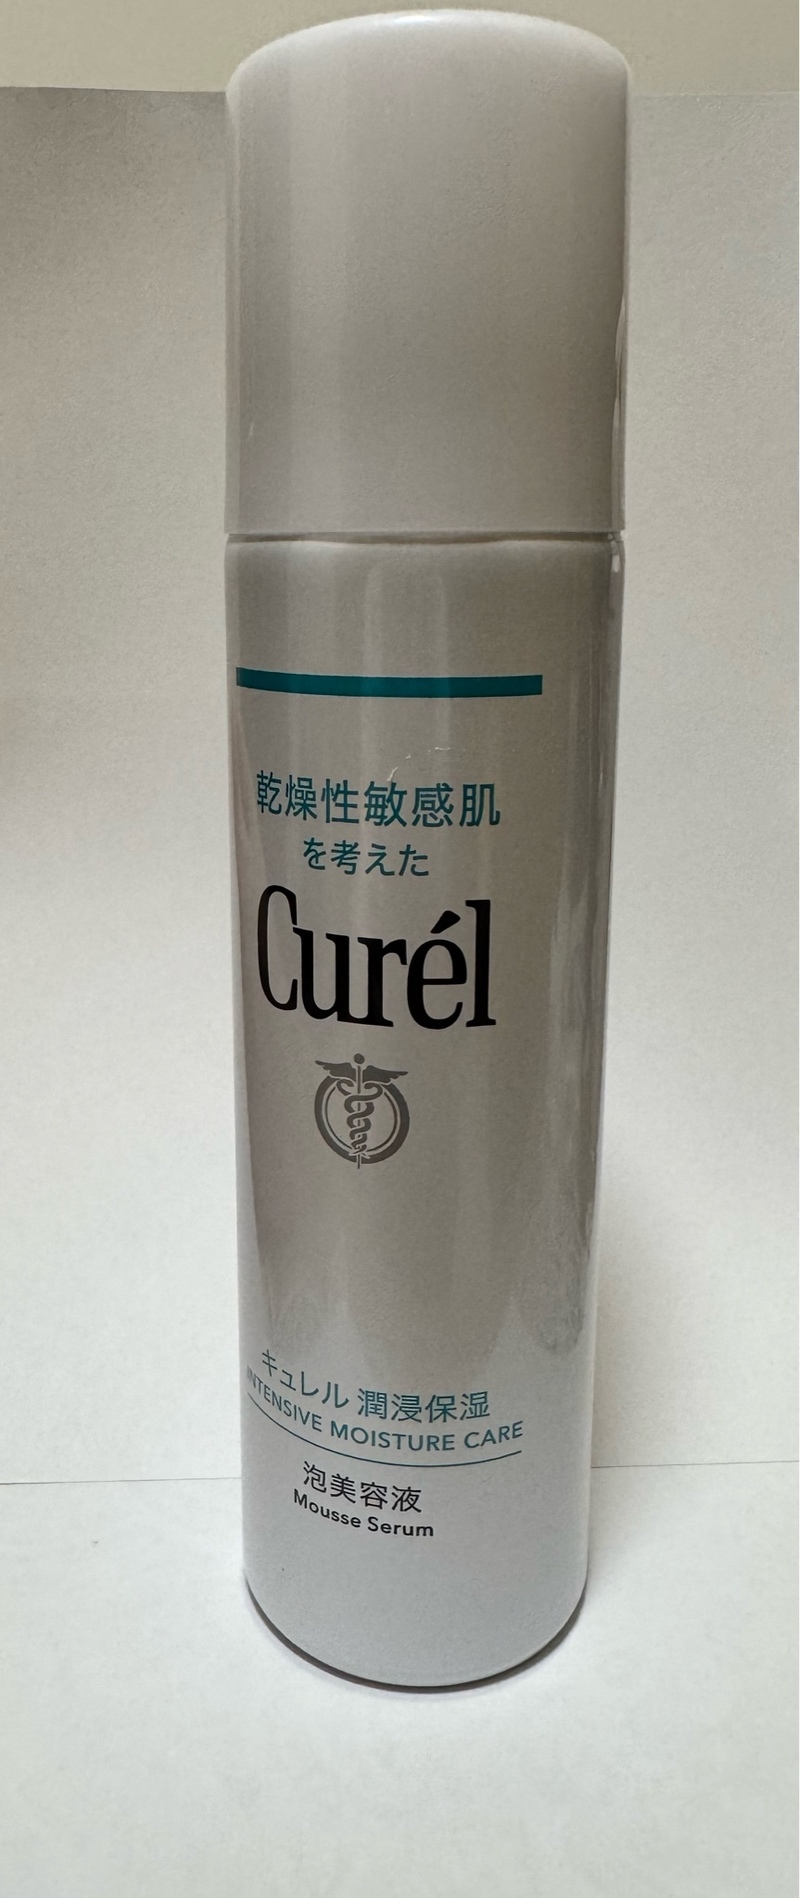 乾燥性敏感肌
を考えた
Curél
キュレル 潤浸保湿
INTENSIVE MOISTURE CARE
泡美容液
Mousse Serum